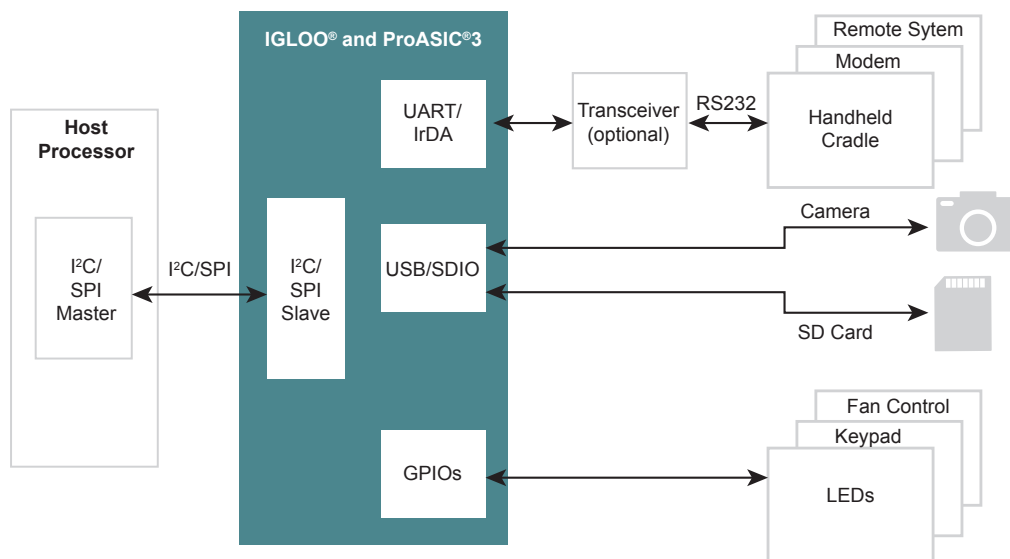 IGLOO® and ProASIC®3
Host
Processor
I²C/
SPI
Master
I²C/SPI
I²C/
SPI
Slave
UART/
IrDA
USB/SDIO
GPIOs
Transceiver
(optional)
RS232
Remote Sytem
Modem
Handheld
Cradle
Camera
SD Card
Fan Control
Keypad
LEDs